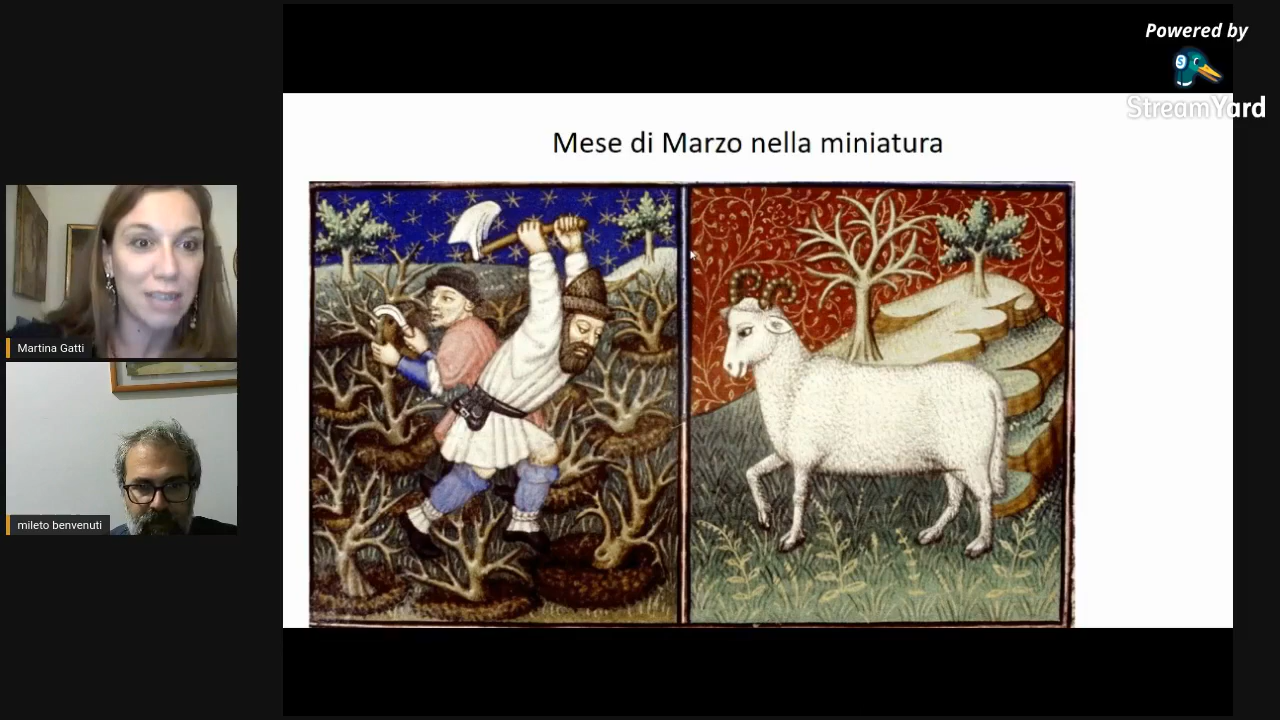 Powered by
StreamYard
Mese di Marzo nella miniatura
Martina Gatti
mileto benvenuti